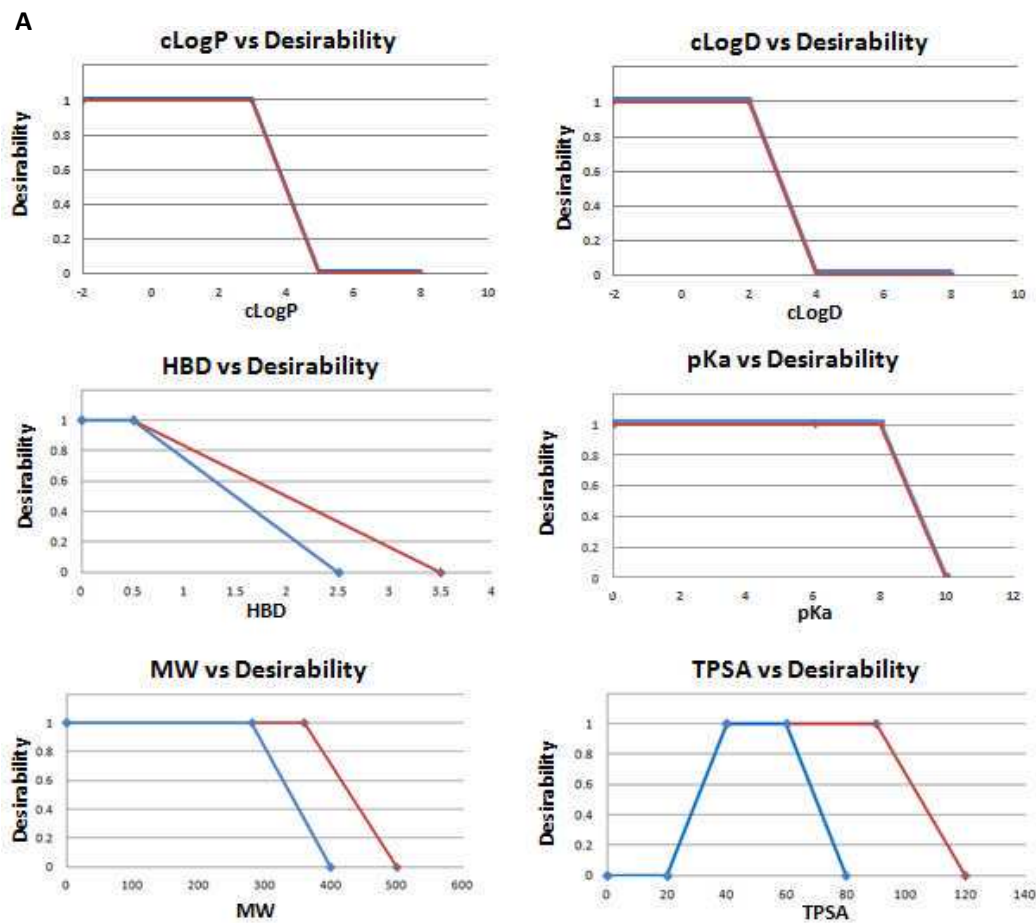 A
cLogP vs Desirability
Desirability
1
0.8
0.6
0.4
0.2
0
-2 0 2 4 6 8 10
cLogP
cLogD vs Desirability
Desirability
1
0.8
0.6
0.4
0.2
0
-2 0 2 4 6 8 10
cLogD
HBD vs Desirability
Desirability
1
0.8
0.6
0.4
0.2
0
0 0.5 1 1.5 2 2.5 3 3.5 4
HBD
pKa vs Desirability
Desirability
1
0.8
0.6
0.4
0.2
0
0 2 4 6 8 10 12
pKa
MW vs Desirability
Desirability
1
0.8
0.6
0.4
0.2
0
0 100 200 300 400 500 600
MW
TPSA vs Desirability
Desirability
1
0.8
0.6
0.4
0.2
0
0 20 40 60 80 100 120 140
TPSA